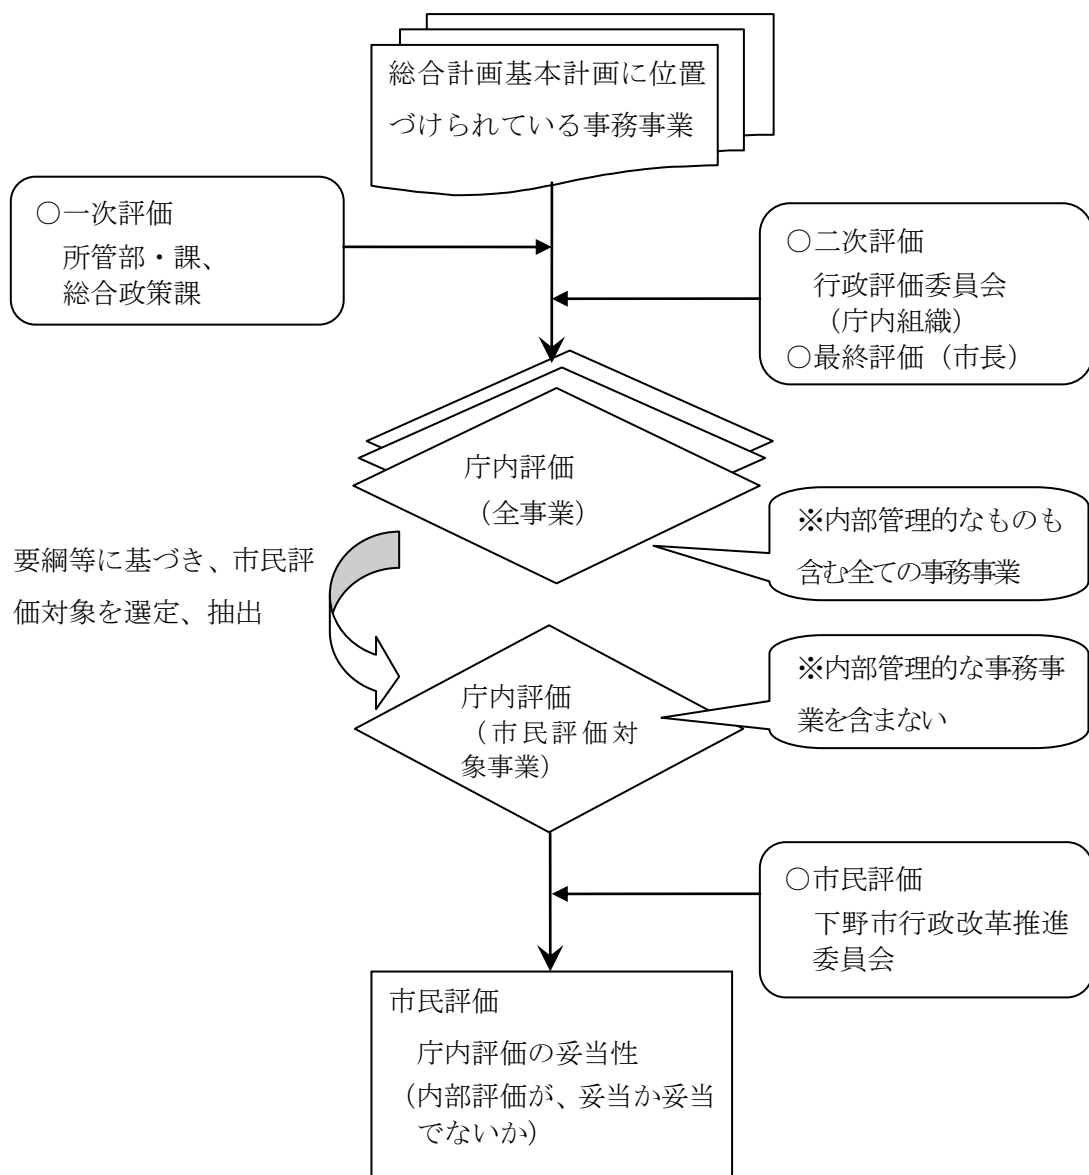 総合計画基本計画に位置
づけられている事務事業
○一次評価
所管部・課、
総合政策課
○二次評価
行政評価委員会
(庁内組織)
○最終評価(市長)
庁内評価
(全事業)
※内部管理的なものも
含む全ての事務事業
要綱等に基づき、市民評
価対象を選定、抽出
庁内評価
(市民評価対
象事業)
※内部管理的な事務事
業を含まない
○市民評価
下野市行政改革推進
委員会
市民評価
庁内評価の妥当性
(内部評価が、妥当か妥当
でないか)